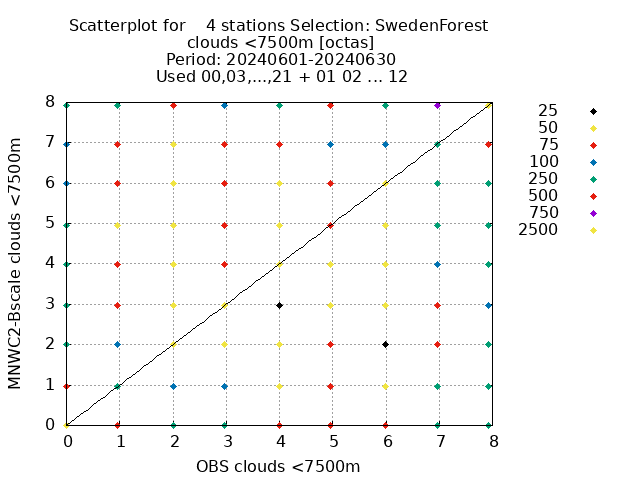 Scatterplot for 4 stations Selection: SwedenForest
clouds <7500m [octas]
Period: 20240601-20240630
Used 00,03,...,21 + 01 02 ... 12
8
7
6
5
4
3
2
1
0
MNWC2-Bscale clouds <7500m
0 1 2 3 4 5 6 7 8
OBS clouds <7500m
25
50
75
100
250
500
750
2500